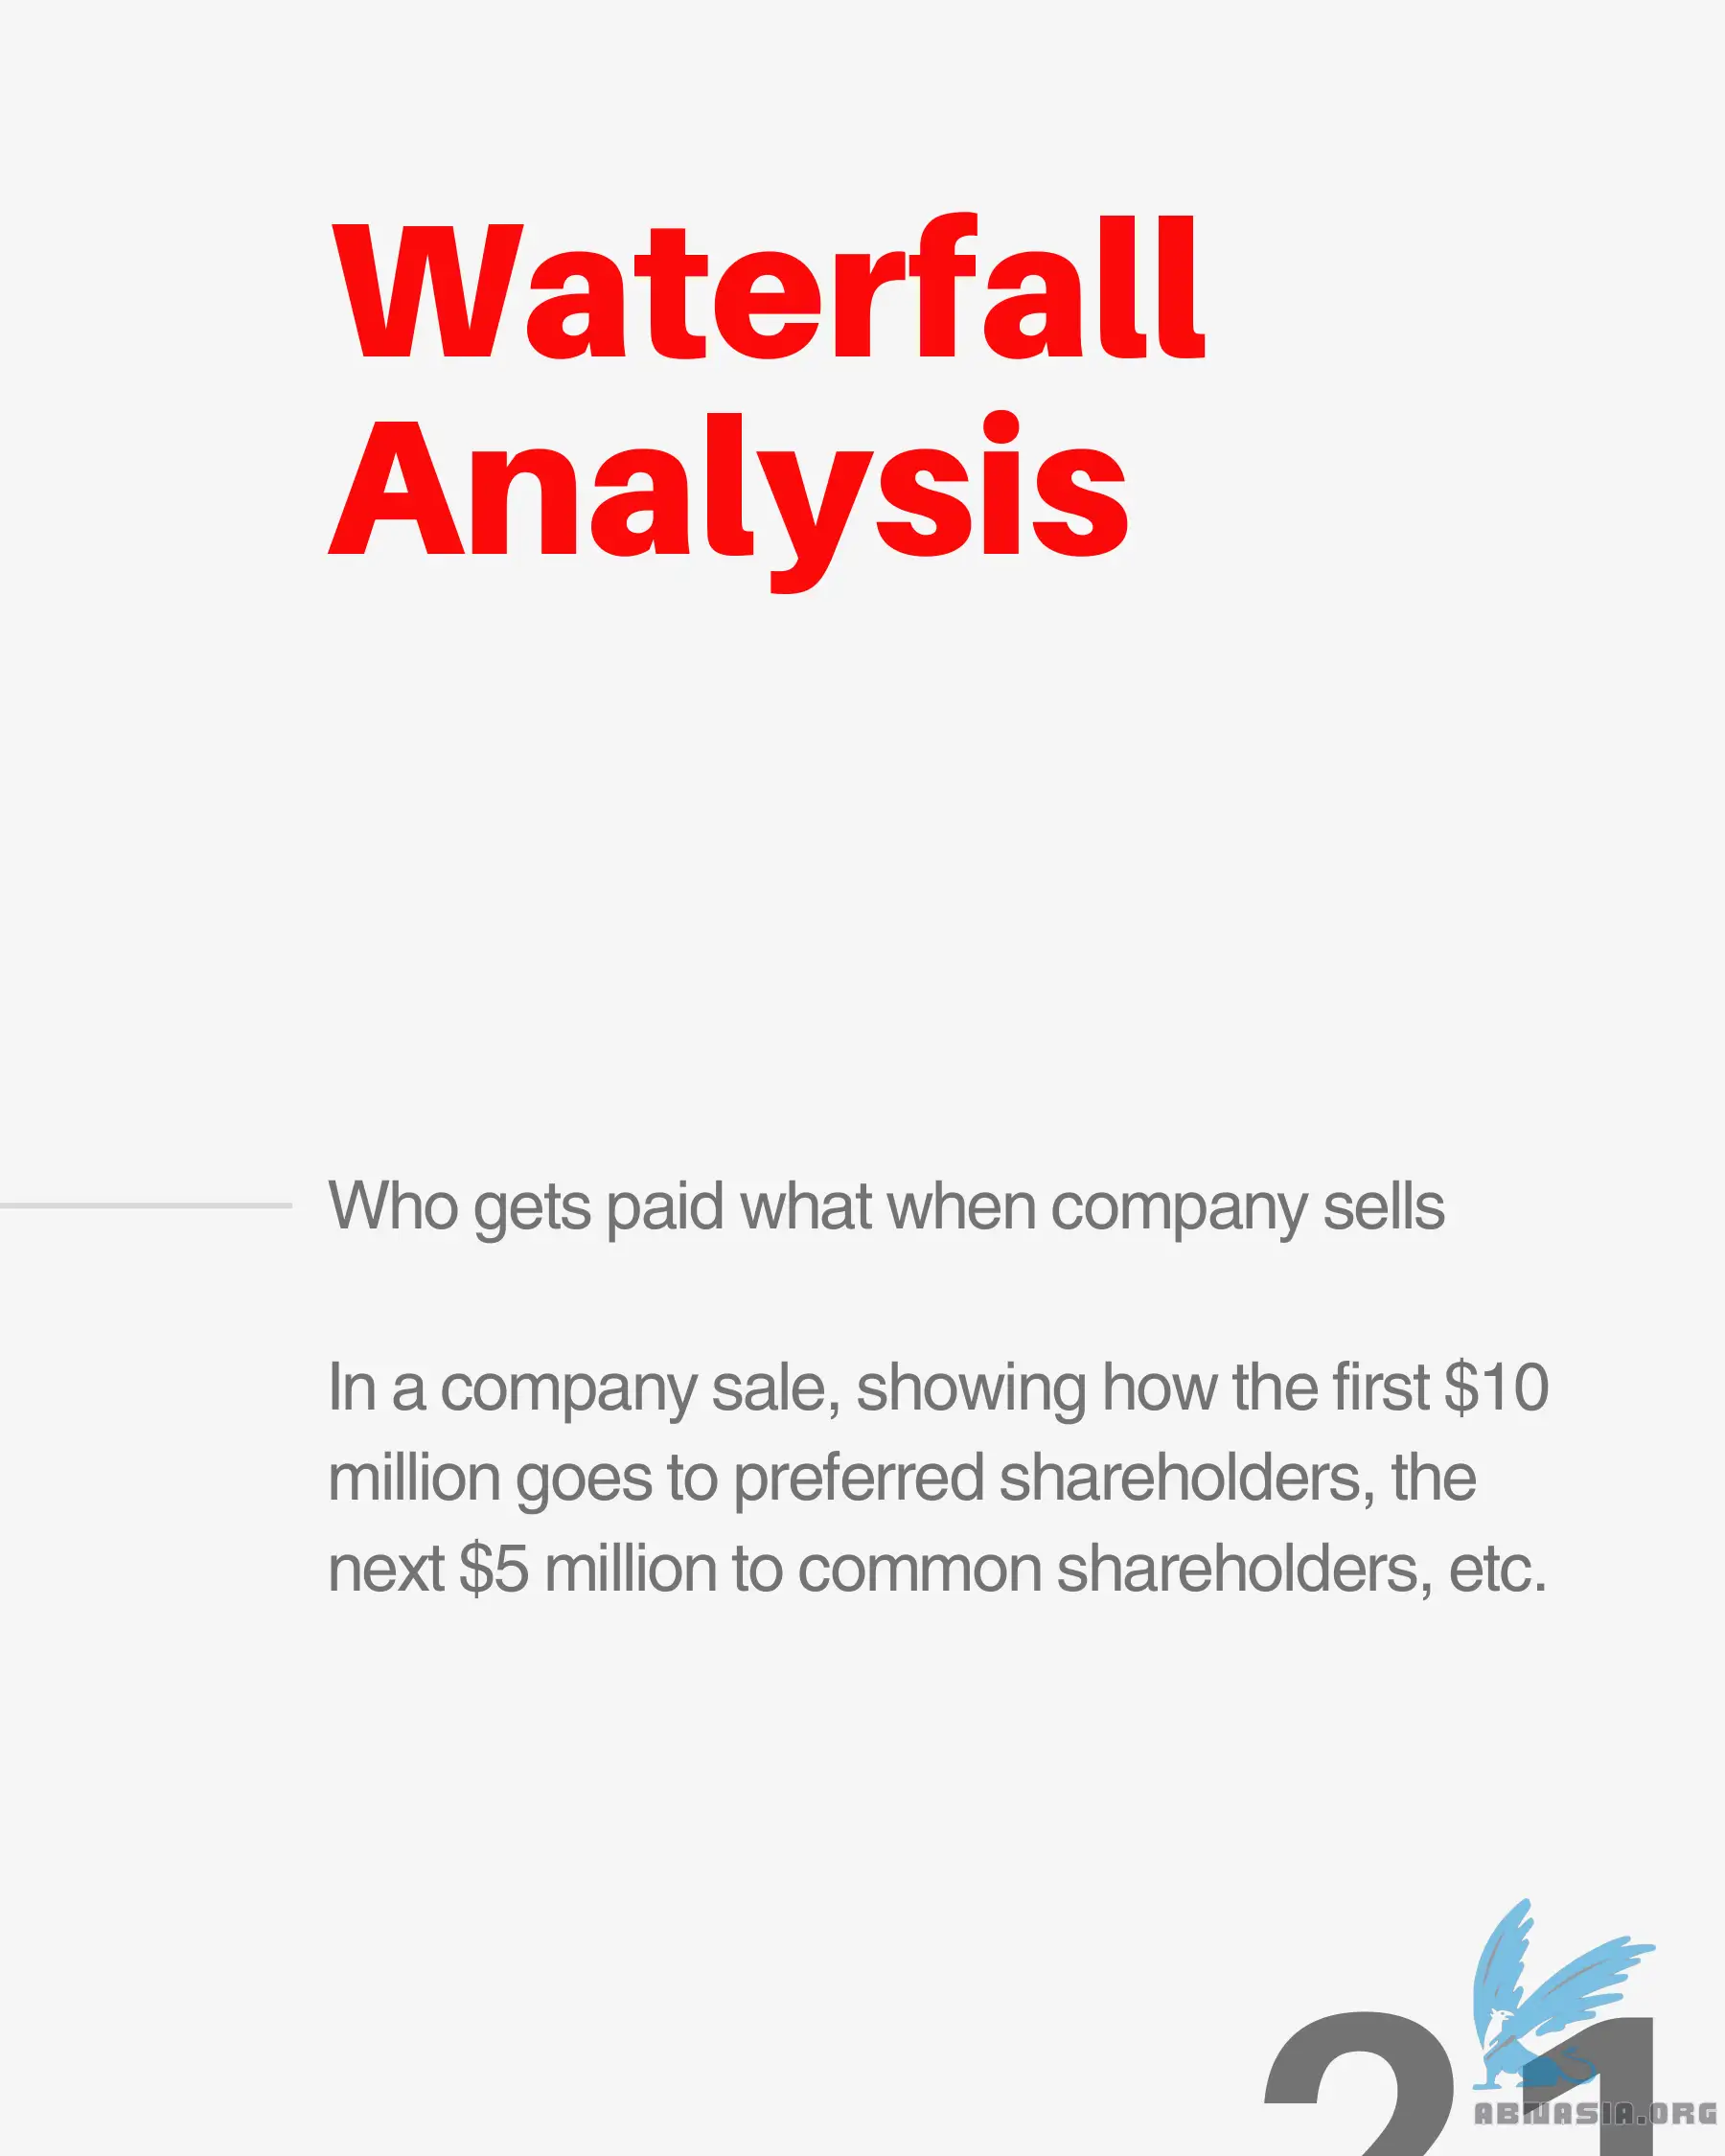 Waterfall
Analysis
Who gets paid what when company sells
In a company sale, showing how the first $10
million goes to preferred shareholders, the
next $5 million to common shareholders, etc.
21
ABIJASIA.ORG